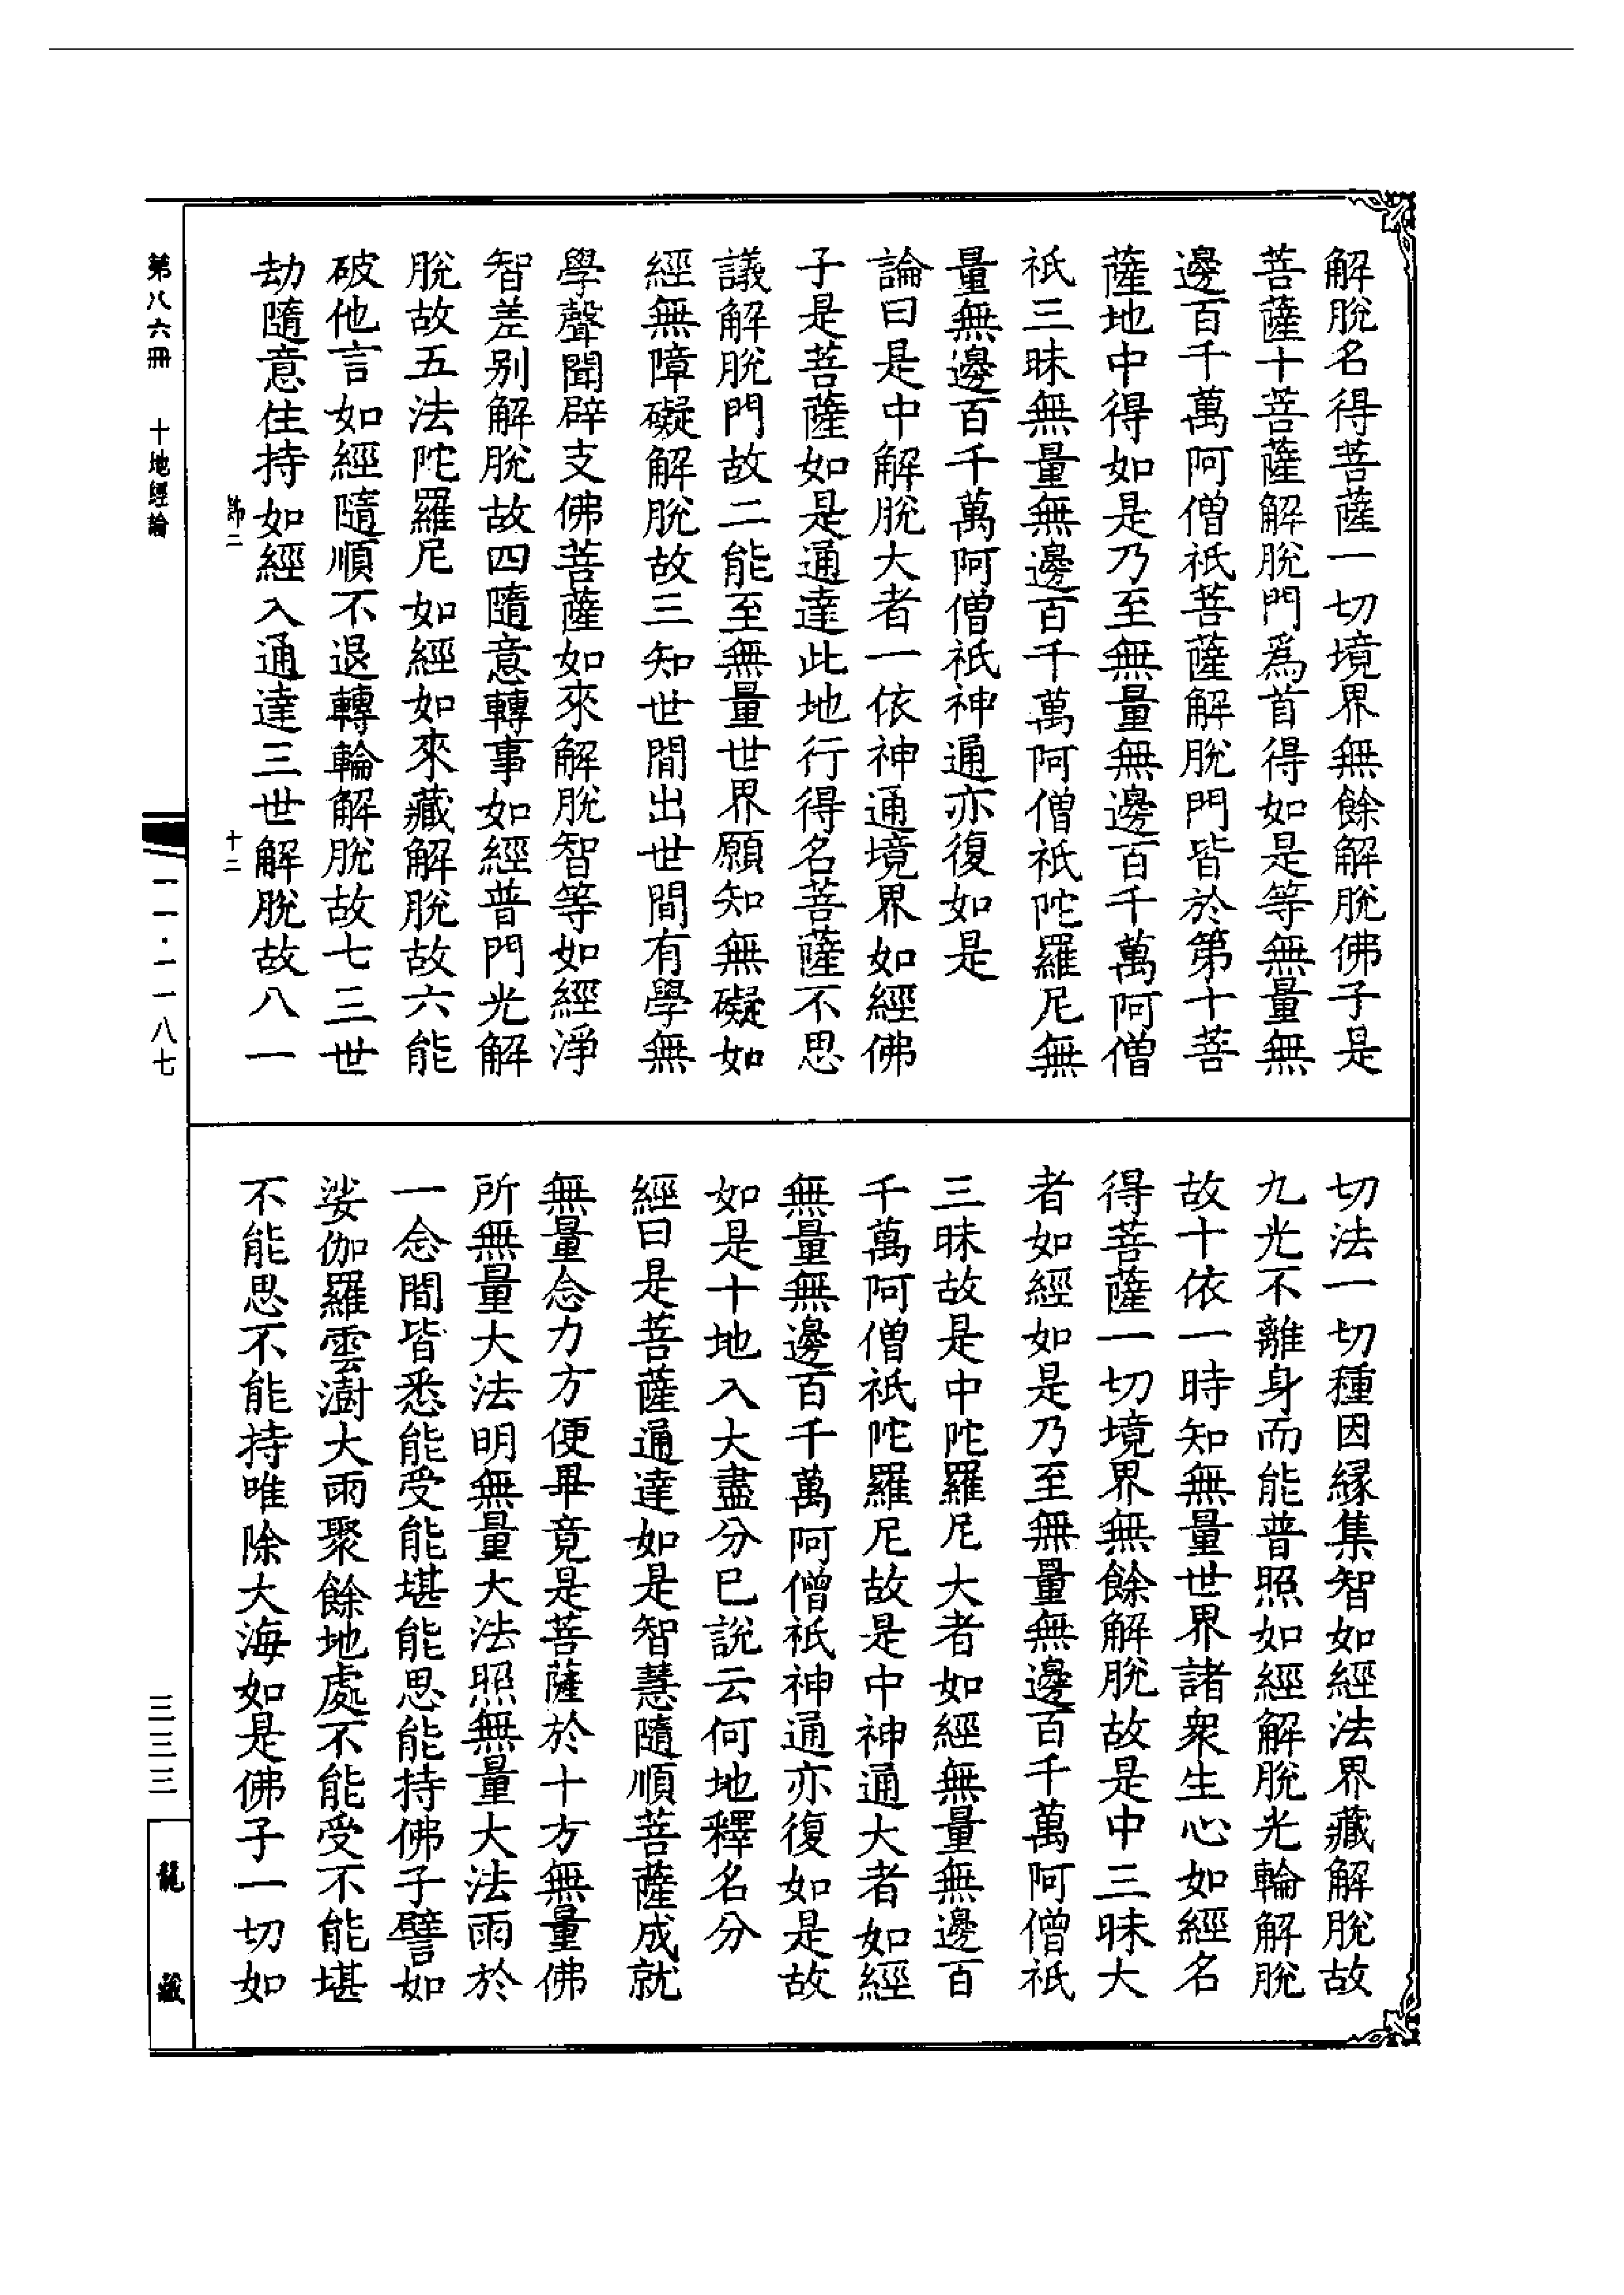 解脫名得菩薩一切境界無餘解脫佛子是
菩薩十菩薩解脫門爲首得如是等無量無
邊百千萬阿僧祇菩薩解脫門皆於第十菩
薩地中得如是乃至無量無邊百千萬阿僧
祇三昧無量無邊百千萬阿僧祇陀羅尼無
量無邊百千萬阿僧祇神通亦復如是
論曰是中解脫大者一依神通境界如經佛
子是菩薩如是通達此地行得名菩薩不思
議解脫門故二能至無量世界願知無礙如
經無障礙解脫故三知世間出世間有學無
學聲聞辟支佛菩薩如來解脫智等如經淨
智差别解脫故四隨意轉事如經普門光解
脫故五法陀羅尼如經如來藏解脫故六能
破他言如經隨順不退轉輪解脫故七三世
劫隨意住持如經入通達三世解脫故八一
切法一切種因緣集智如經法界藏解脫故
九光不離身而能普照如經解脫光輪解脫
故十依一時知無量世界諸衆生心如經名
得菩薩一切境界無餘解脫故是中三昧大
者如經如是乃至無量無邊百千萬阿僧祇
三昧故是中陀羅尼大者如經無量無邊百
千萬阿僧祇陀羅尼故是中神通大者如經
無量無邊百千萬阿僧祇神通亦復如是故
如是十地入大盡分已說云何地釋名分
經曰是菩薩通達如是智慧隨順菩薩成就
無量念力方便畢竟是菩薩於十方無量佛
所無量大法明無量大法照無量大法雨於
一念間皆悉能受能堪能思能持佛子譬如
娑伽羅雲澍大雨聚餘地處不能受不能堪
不能思不能持唯除大海如是佛子一切如
第八六冊 十地經論
一一·一一八七
三三三
龍藏
十二